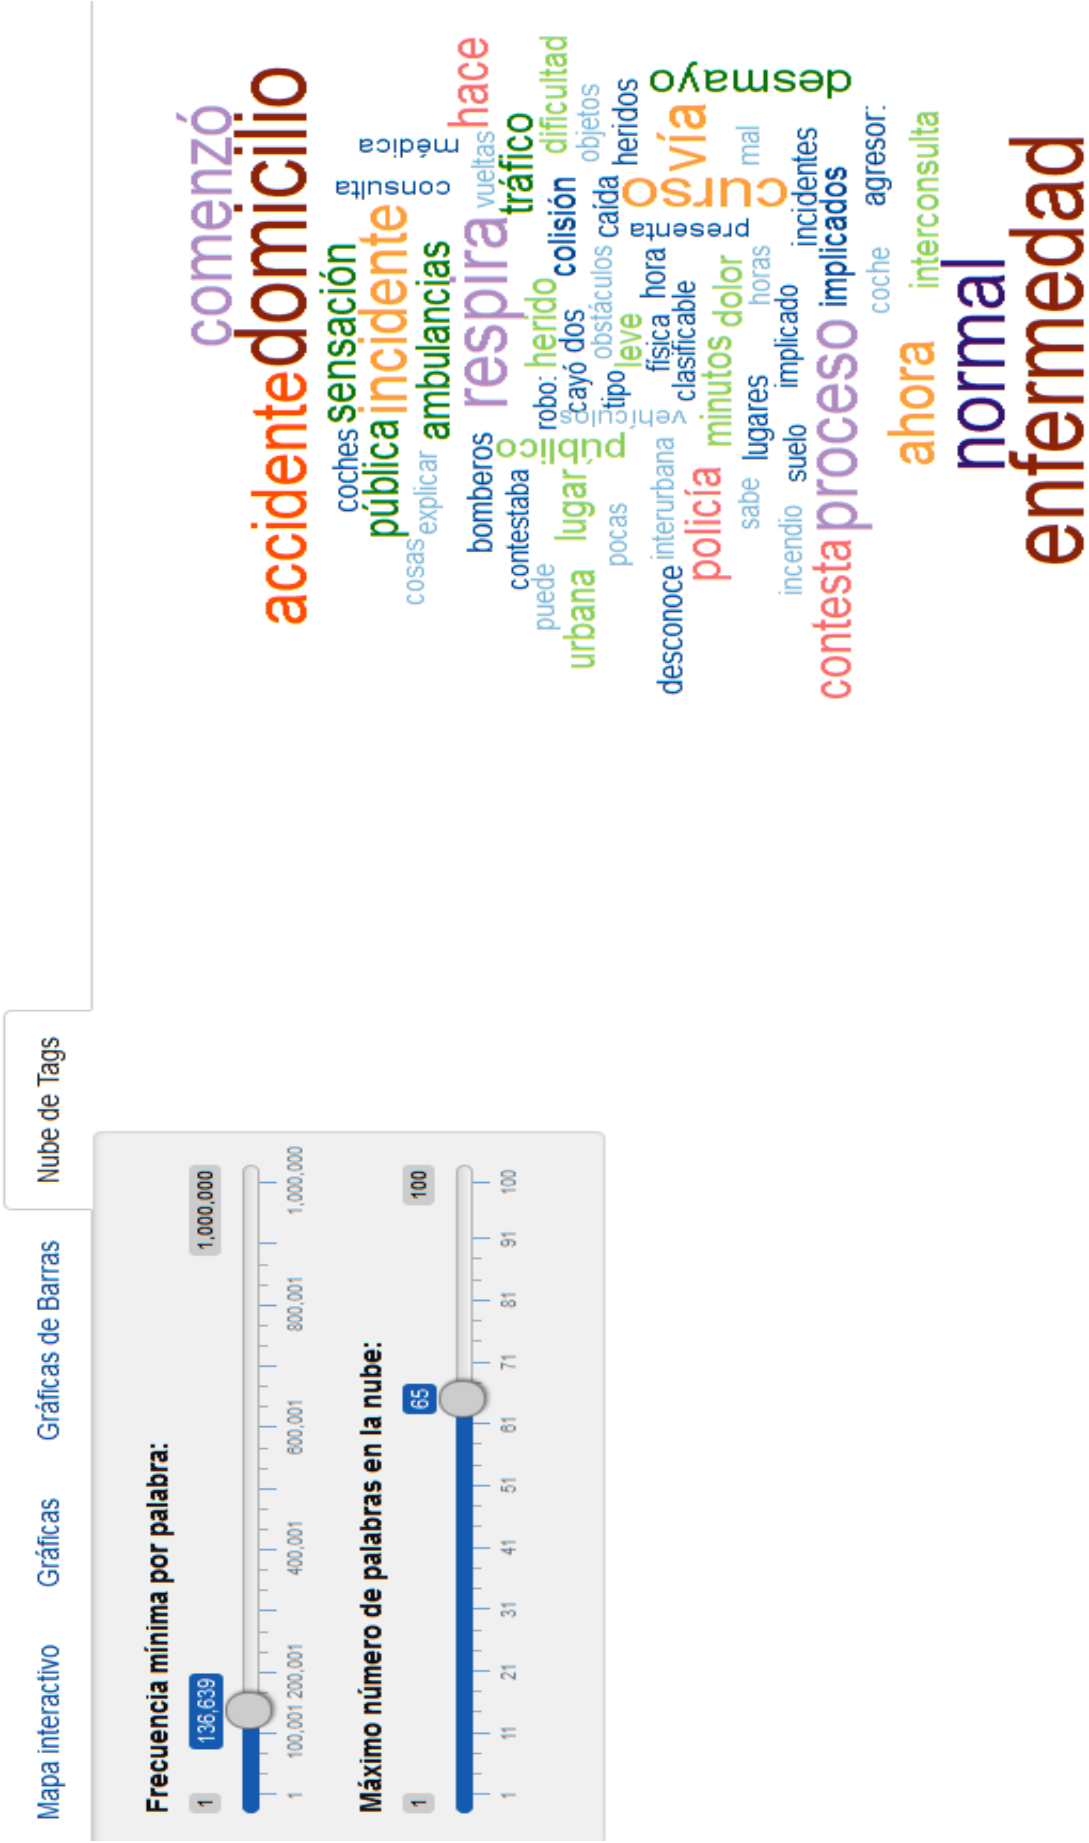 Mapa interactivo
Gráficas
Gráficas de Barras
Nube de Tags
Frecuencia mínima por palabra:
1
136,639
1,000,000
1
100,001
200,001
400,001
600,001
800,001
1,000,000
Máximo número de palabras en la nube:
1
65
100
1
11
21
31
41
51
61
71
81
91
100
comenzó
accidente
domicilio
coches
sensación
consulta
pública
incidente
médica
cosas
explicar
ambulancias
hace
bomberos
respira
vueltas
contestaba
tráfico
puede
robo:
herido
dificultad
público
urbana
lugar
cayó
dos
colisión
objetos
vehículos
tipo
obstáculos
caída
heridos
pocas
leve
desmayo
desconoce
interurbana
física
hora
presenta
curso
vía
clasificable
policía
minutos
dolor
sabe
lugares
horas
mal
incendio
suelo
implicado
incidentes
contesta
proceso
implicados
coche
agresor:
ahora
interconsulta
normal
enfermedad